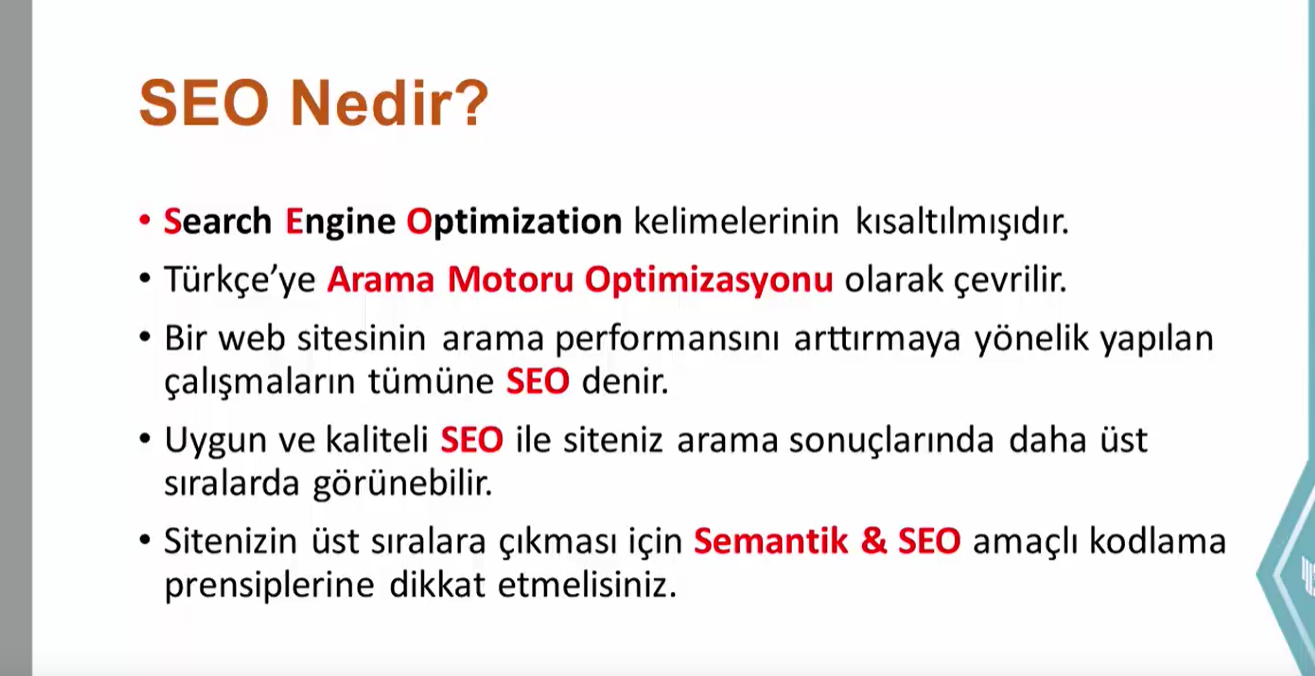 SEO Nedir?
• Search Engine Optimization kelimelerinin kısaltılmışıdır.
• Türkçe’ye Arama Motoru Optimizasyonu olarak çevrilir.
• Bir web sitesinin arama performansını arttırmaya yönelik yapılan
çalışmaların tümüne SEO denir.
• Uygun ve kaliteli SEO ile siteniz arama sonuçlarında daha üst
sıralarda görünebilir.
• Sitenizin üst sıralara çıkması için Semantik & SEO amaçlı kodlama
prensiplerine dikkat etmelisiniz.